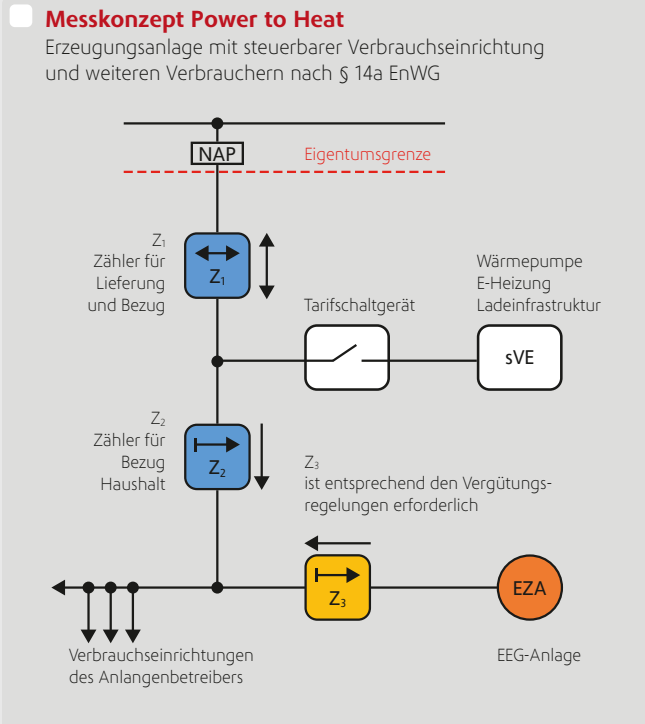 Messkonzept Power to Heat
Erzeugungsanlage mit steuerbarer Verbrauchseinrichtung
und weiteren Verbrauchern nach § 14a EnWG
NAP
Eigentumsgrenze
Z₁
Zähler für
Lieferung
und Bezug
Z₁
Tarifschaltgerät
Wärmepumpe
E-Heizung
Ladeinfrastruktur
sVE
Z₂
Zähler für
Bezug
Haushalt
Z₂
Z₃
ist entsprechend den Vergütungs-
regelungen erforderlich
Z₃
EZA
Verbrauchseinrichtungen
des Anlangenbetreibers
EEG-Anlage